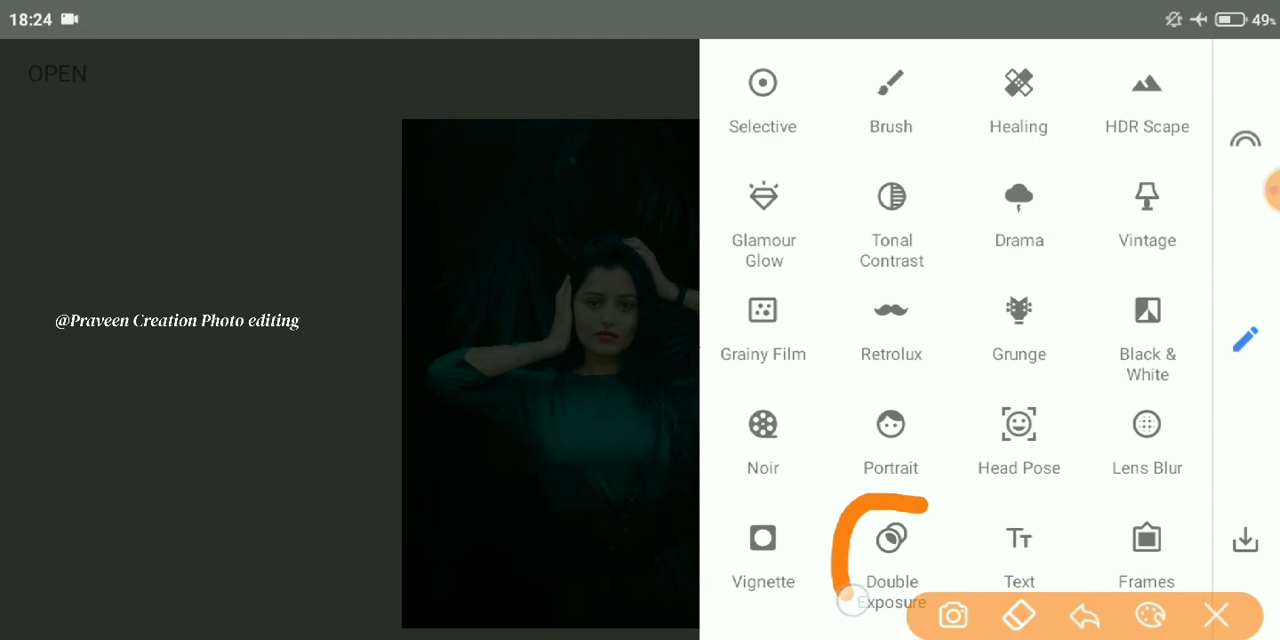 18:24
49%
OPEN
Selective
Brush
Healing
HDR Scape
Glamour
Glow
Tonal
Contrast
Drama
Vintage
@Praveen Creation Photo editing
Grainy Film
Retrolux
Grunge
Black &
White
Noir
Portrait
Head Pose
Lens Blur
Vignette
Double
Exposure
Text
Frames